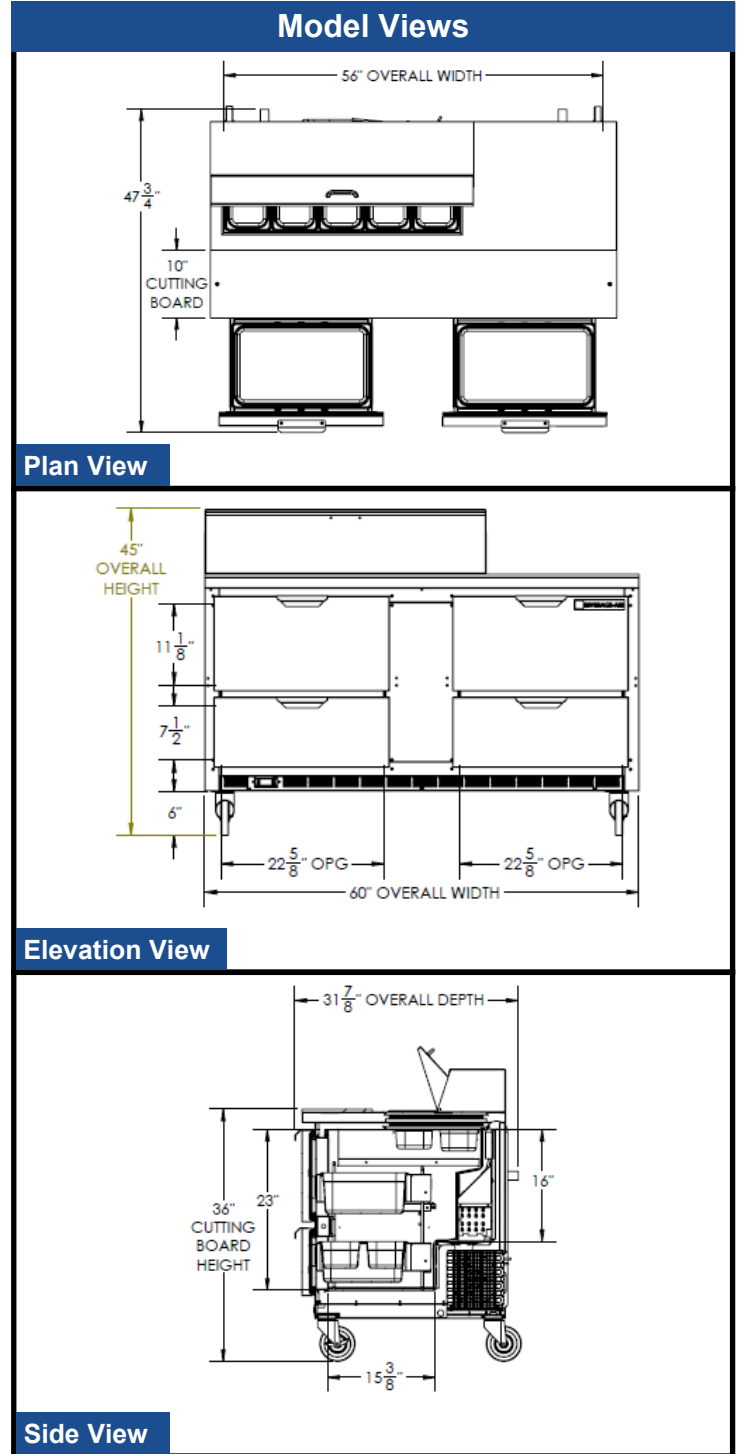 Model Views
56" OVERALL WIDTH
47 3/4"
10"
CUTTING
BOARD
Plan View
45"
OVERALL
HEIGHT
BEVERAGE-AIR
11 1/8"
7 1/2"
6"
22 5/8" OPG
22 5/8" OPG
60" OVERALL WIDTH
Elevation View
31 7/8" OVERALL DEPTH
36"
CUTTING
BOARD
HEIGHT
23"
16"
15 3/8"
Side View